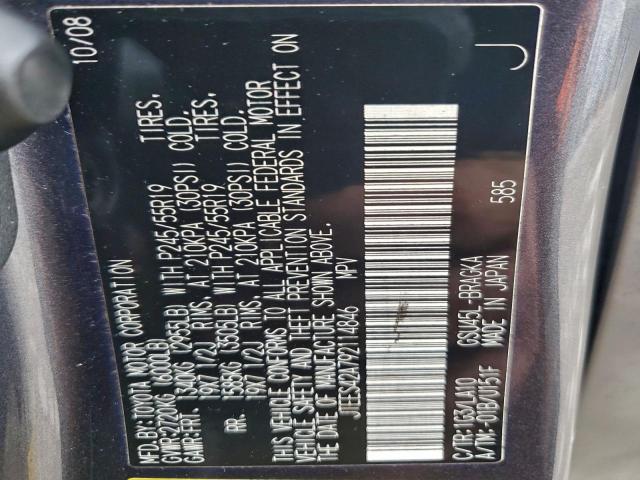 MFD.BY:TOYOTA MOTOR CORPORATION 10/08
GVWR:2720KG (6000LB)
GAWR:FRT. 1340KG (2955LB) WITH P245/55R19 TIRES.
19X7 1/2J RIMS, AT 210KPA (30PSI) COLD.
RR. 1583KG (3505LB) WITH P245/55R19 TIRES.
19X7 1/2J RIMS, AT 210KPA (30PSI) COLD.
THIS VEHICLE CONFORMS TO ALL APPLICABLE FEDERAL MOTOR
VEHICLE SAFETY AND THEFT PREVENTION STANDARDS IN EFFECT ON
THE DATE OF MANUFACTURE SHOWN ABOVE.
JTEES42A792114846 MPV
C/TR:1G3/LA10 GSU45L-BRAGKA
A/TM:-01B/U151F MADE IN JAPAN 585
J